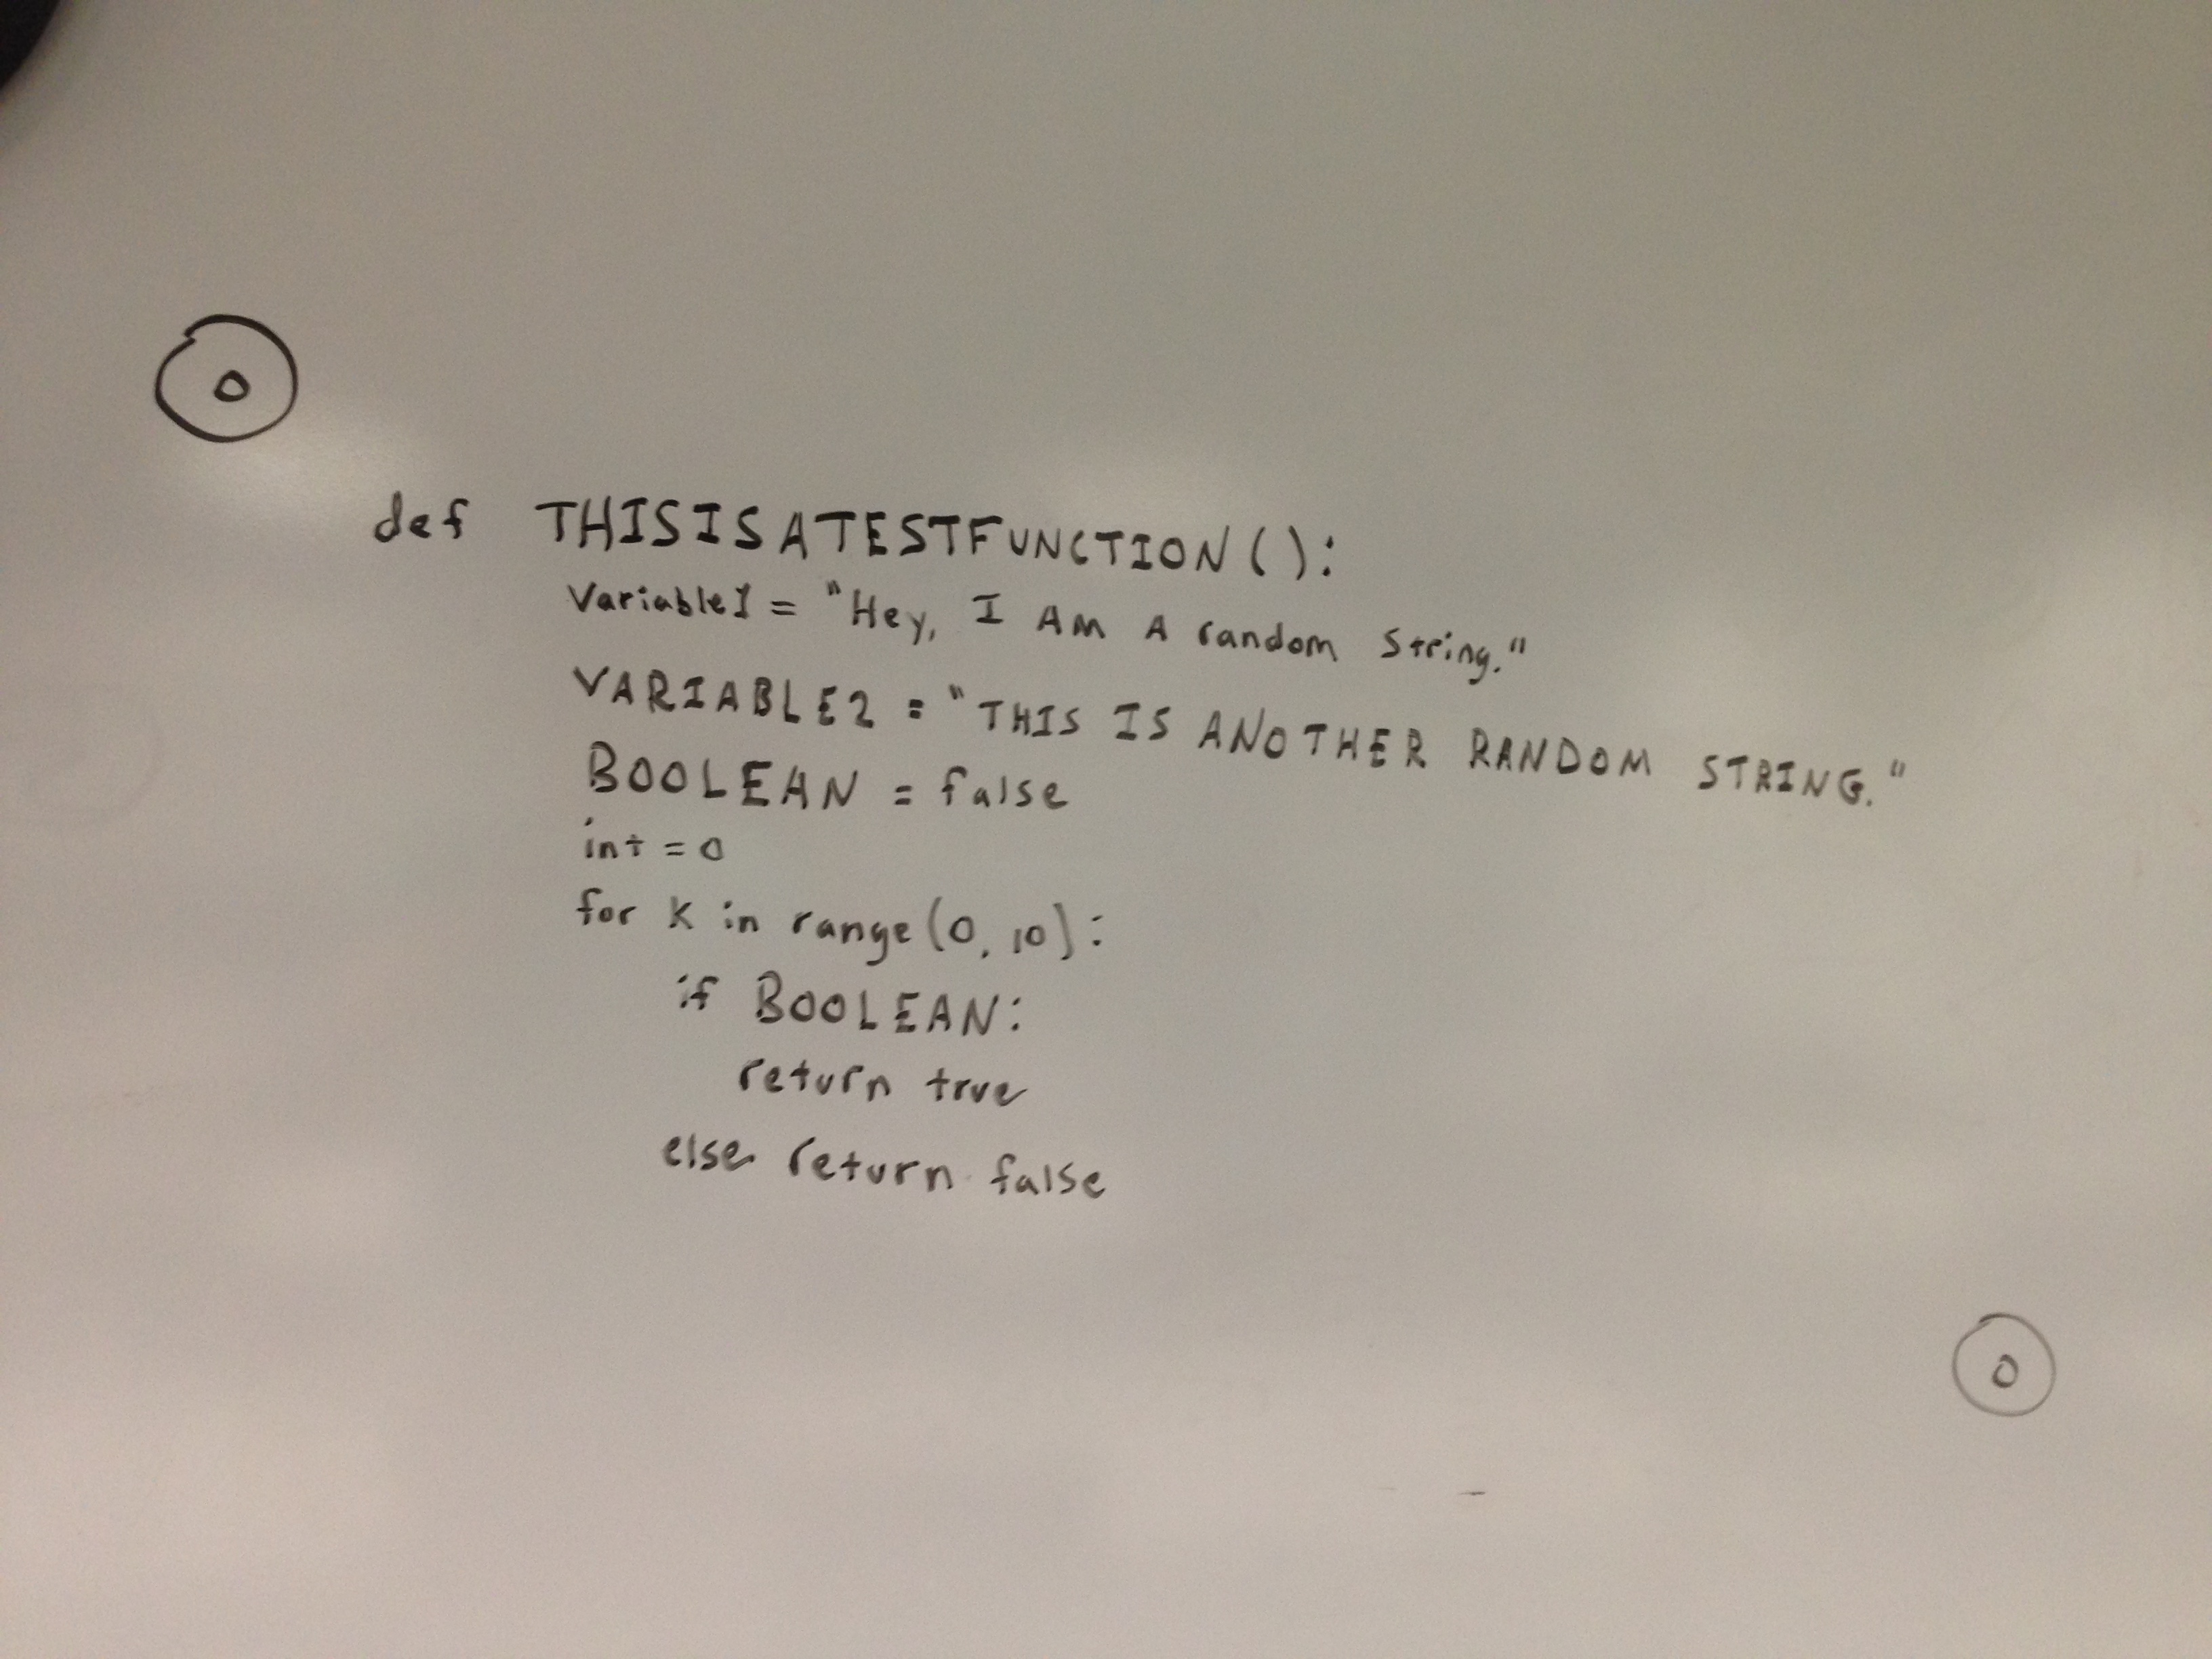 0
def THISISATESTFUNCTION():
Variable1 = "Hey, I AM A random String."
VARIABLE2 = "THIS IS ANOTHER RANDOM STRING."
BOOLEAN = false
int = 0
for k in range(0, 10):
if BOOLEAN:
return true
else return false
0